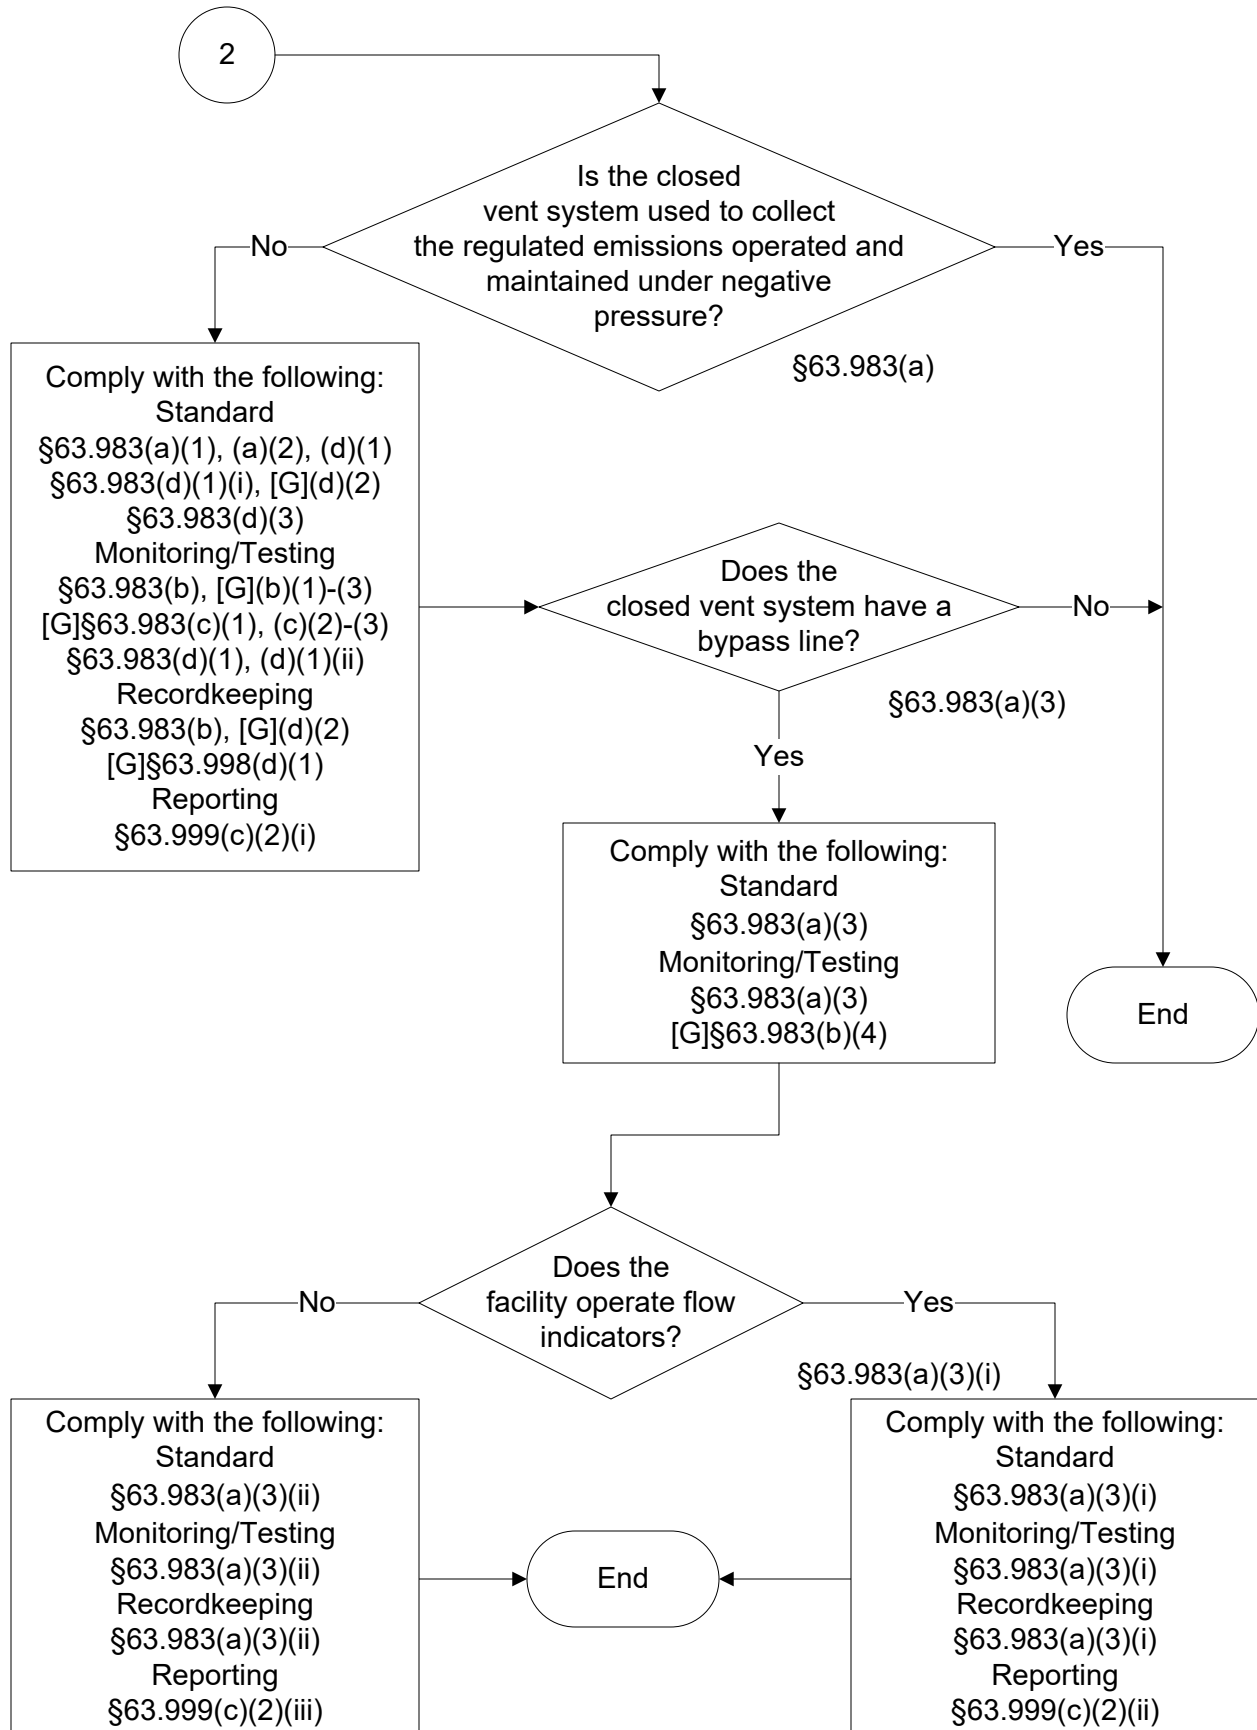 2
Is the closed
vent system used to collect
the regulated emissions operated and
maintained under negative
pressure?
No
Yes
§63.983(a)
Comply with the following:
Standard
§63.983(a)(1), (a)(2), (d)(1)
§63.983(d)(1)(i), [G](d)(2)
§63.983(d)(3)
Monitoring/Testing
§63.983(b), [G](b)(1)-(3)
[G]§63.983(c)(1), (c)(2)-(3)
§63.983(d)(1), (d)(1)(ii)
Recordkeeping
§63.983(b), [G](d)(2)
[G]§63.998(d)(1)
Reporting
§63.999(c)(2)(i)
Does the
closed vent system have a
bypass line?
No
§63.983(a)(3)
Yes
Comply with the following:
Standard
§63.983(a)(3)
Monitoring/Testing
§63.983(a)(3)
[G]§63.983(b)(4)
End
Does the
facility operate flow
indicators?
No
Yes
§63.983(a)(3)(i)
Comply with the following:
Standard
§63.983(a)(3)(ii)
Monitoring/Testing
§63.983(a)(3)(ii)
Recordkeeping
§63.983(a)(3)(ii)
Reporting
§63.999(c)(2)(iii)
End
Comply with the following:
Standard
§63.983(a)(3)(i)
Monitoring/Testing
§63.983(a)(3)(i)
Recordkeeping
§63.983(a)(3)(i)
Reporting
§63.999(c)(2)(ii)